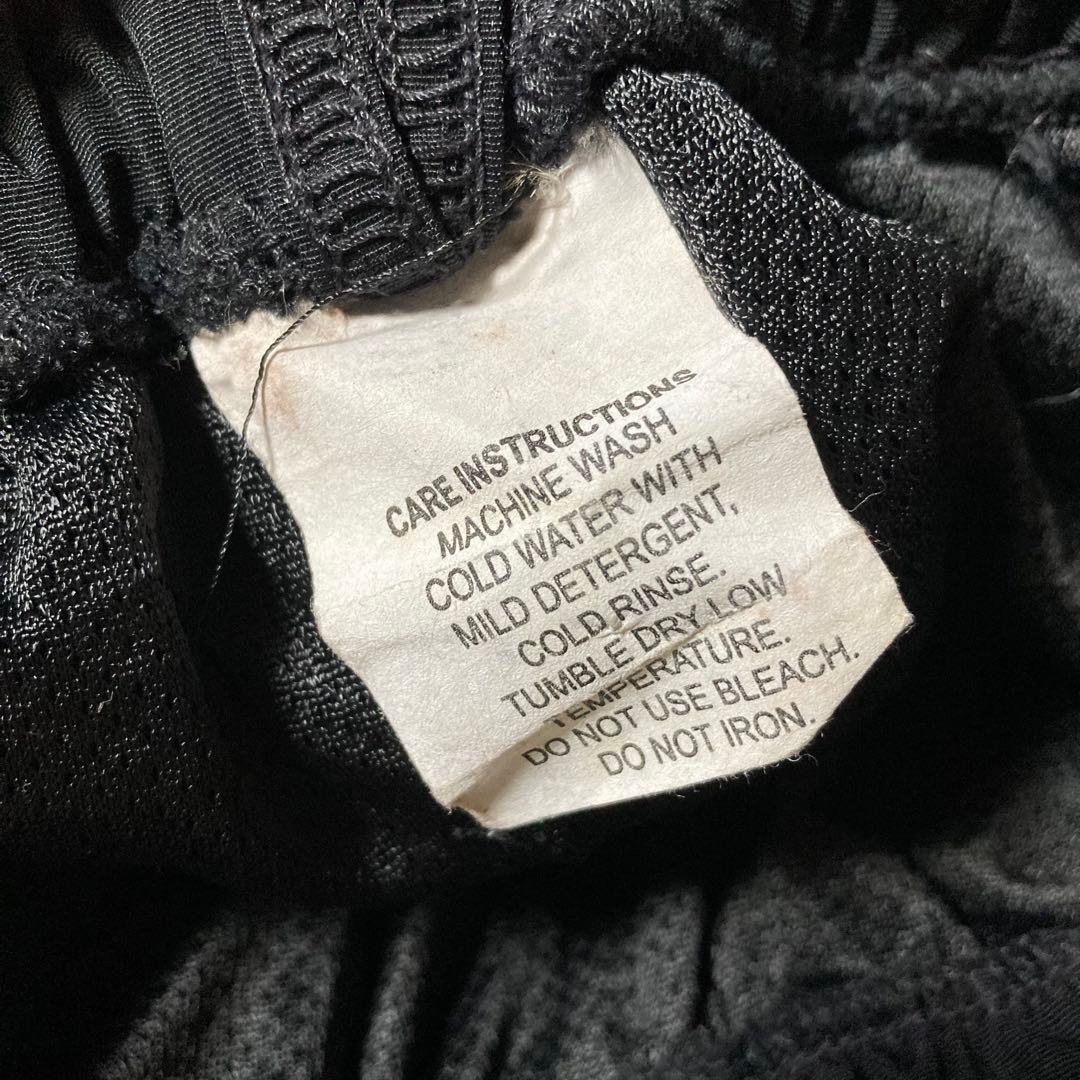 CARE INSTRUCTIONS
MACHINE WASH
COLD WATER WITH
MILD DETERGENT,
COLD RINSE.
TUMBLE DRY LOW
TEMPERATURE.
DO NOT USE BLEACH.
DO NOT IRON.